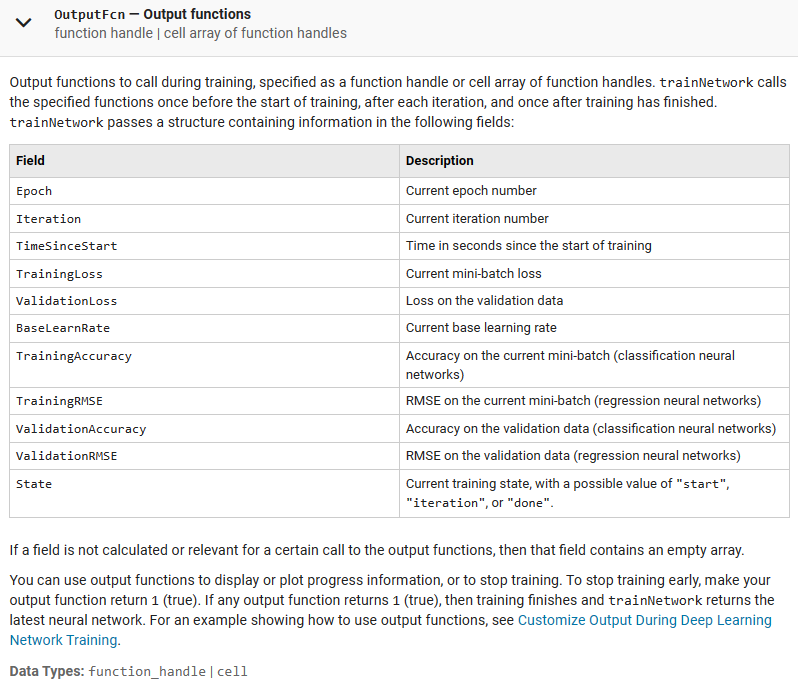 OutputFcn — Output functions
function handle | cell array of function handles
Output functions to call during training, specified as a function handle or cell array of function handles. trainNetwork calls
the specified functions once before the start of training, after each iteration, and once after training has finished.
trainNetwork passes a structure containing information in the following fields:
Field Description
Epoch Current epoch number
Iteration Current iteration number
TimeSinceStart Time in seconds since the start of training
TrainingLoss Current mini-batch loss
ValidationLoss Loss on the validation data
BaseLearnRate Current base learning rate
TrainingAccuracy Accuracy on the current mini-batch (classification neural
networks)
TrainingRMSE RMSE on the current mini-batch (regression neural networks)
ValidationAccuracy Accuracy on the validation data (classification neural networks)
ValidationRMSE RMSE on the validation data (regression neural networks)
State Current training state, with a possible value of "start",
"iteration", or "done".
If a field is not calculated or relevant for a certain call to the output functions, then that field contains an empty array.
You can use output functions to display or plot progress information, or to stop training. To stop training early, make your
output function return 1 (true). If any output function returns 1 (true), then training finishes and trainNetwork returns the
latest neural network. For an example showing how to use output functions, see Customize Output During Deep Learning
Network Training.
Data Types: function_handle | cell